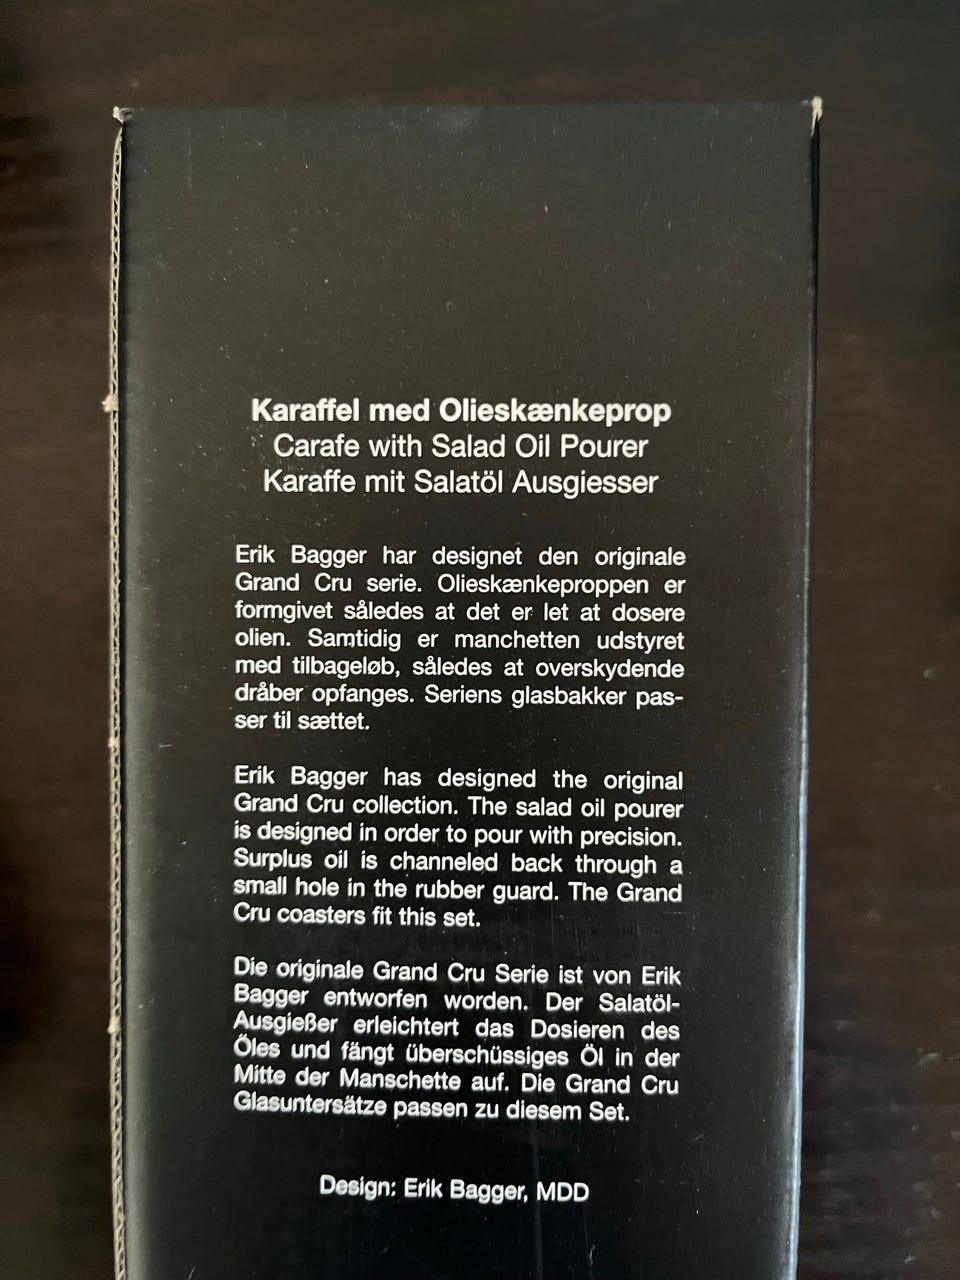 Karaffel med Olieskænkeprop
Carafe with Salad Oil Pourer
Karaffe mit Salatöl Ausgiesser
Erik Bagger har designet den originale
Grand Cru serie. Olieskænkeproppen er
formgivet således at det er let at dosere
olien. Samtidig er manchetten udstyret
med tilbageløb, således at overskydende
dråber opfanges. Seriens glasbakker pas-
ser til sættet.
Erik Bagger has designed the original
Grand Cru collection. The salad oil pourer
is designed in order to pour with precision.
Surplus oil is channeled back through a
small hole in the rubber guard. The Grand
Cru coasters fit this set.
Die originale Grand Cru Serie ist von Erik
Bagger entworfen worden. Der Salatöl-
Ausgießer erleichtert das Dosieren des
Öles und fängt überschüssiges Öl in der
Mitte der Manschette auf. Die Grand Cru
Glasuntersätze passen zu diesem Set.
Design: Erik Bagger, MDD